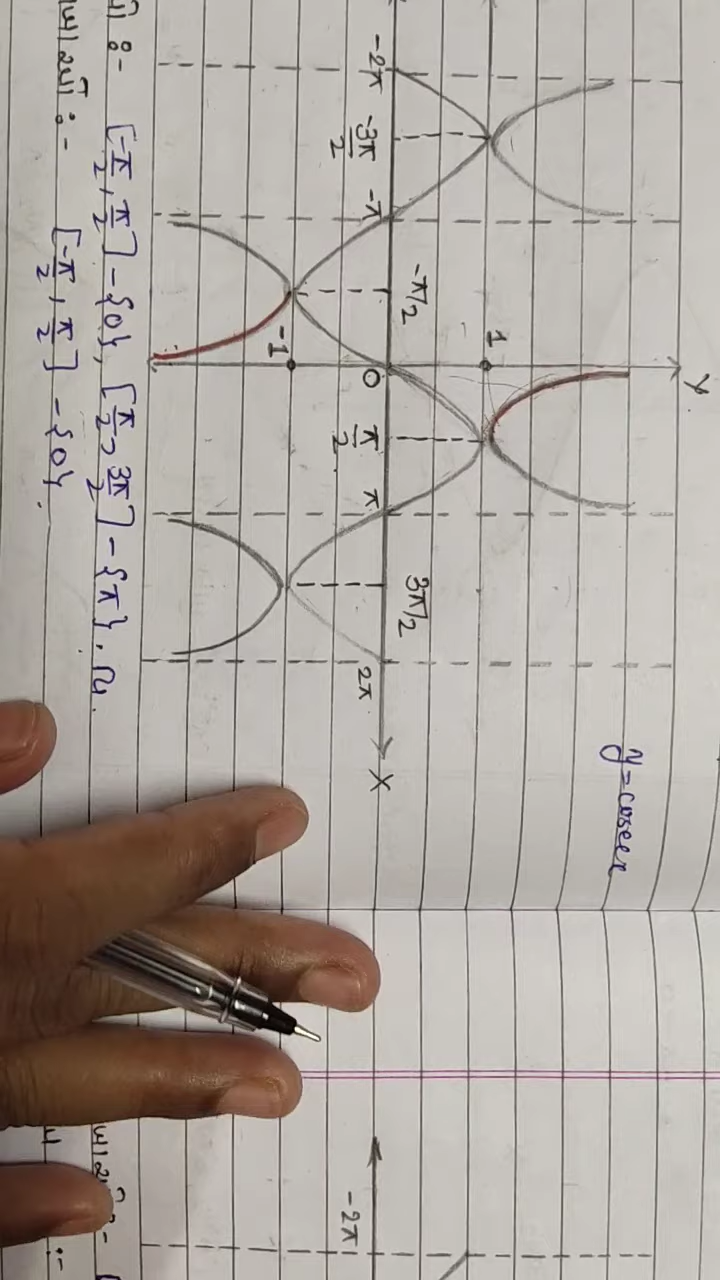 y = cosecx
Y
1
-2π -3π/2 -π -π/2 0 π/2 π 3π/2 2π X
-1
:- [-π/2, π/2] - {0}, [π/2, 3π/2] - {π},
:- [-π/2, π/2] - {0}
-2π